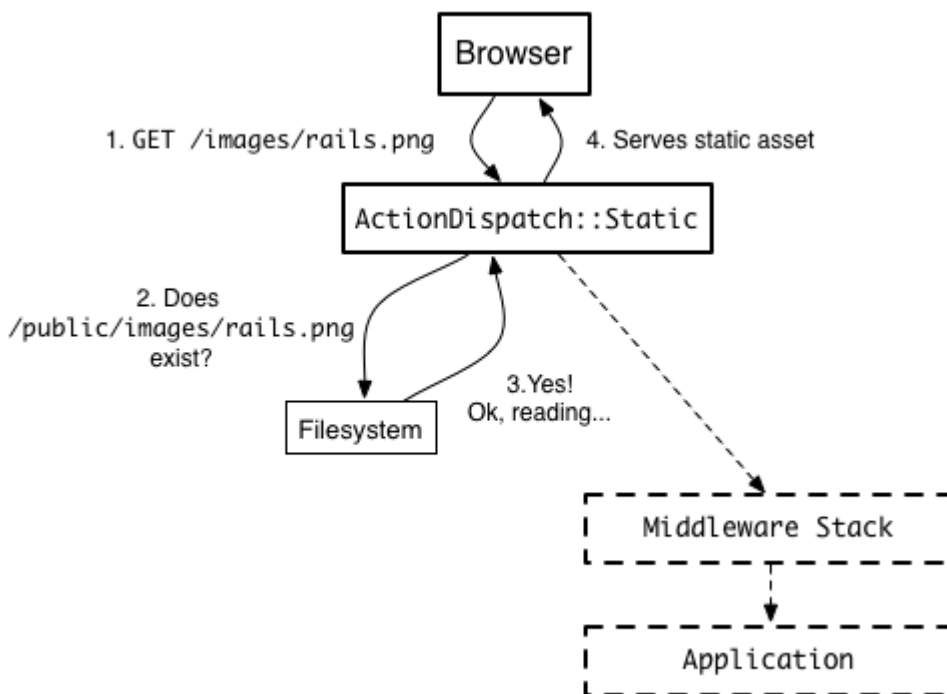 Browser
1. GET /images/rails.png
4. Serves static asset
ActionDispatch::Static
2. Does
/public/images/rails.png
exist?
3.Yes!
Ok, reading...
Filesystem
Middleware Stack
Application